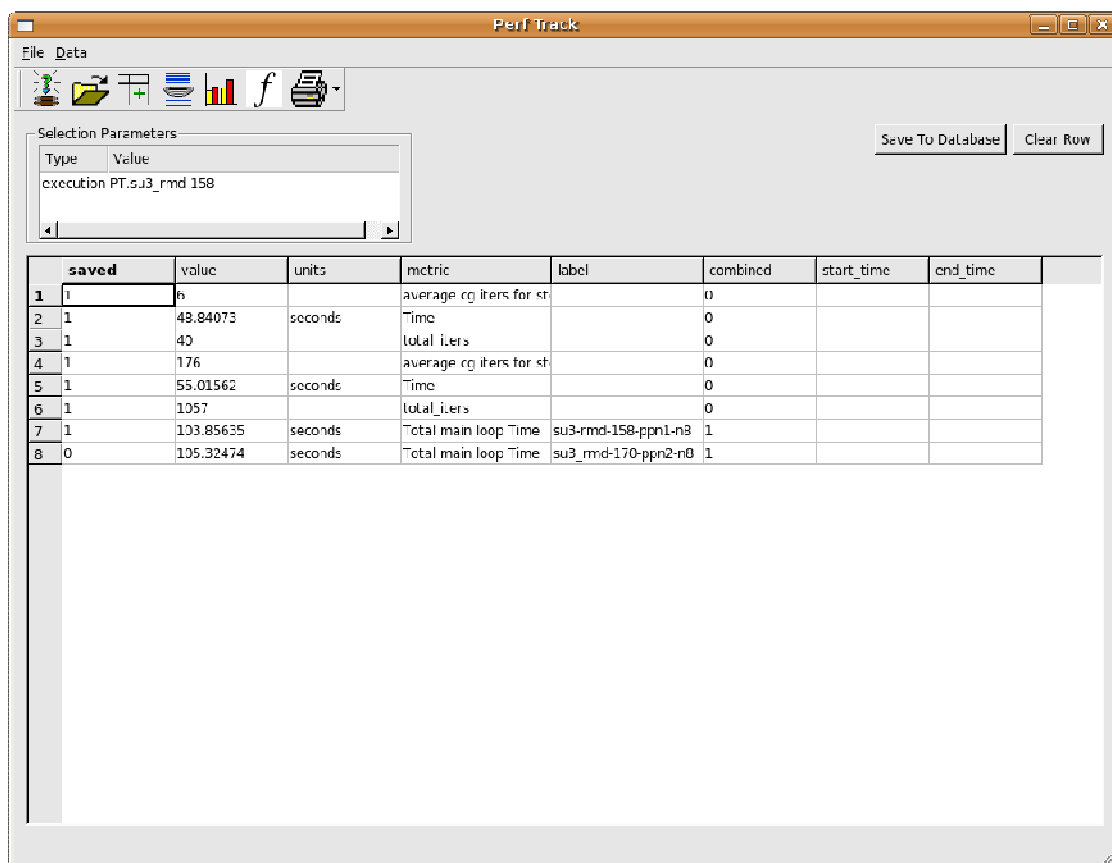 Perf Track
File Data
f
Selection Parameters
Type Value
execution PT.su3_rmd 158
Save To Database Clear Row
saved value units metric label combined start_time end_time
1 1 6 average cg iters for st 0
2 1 48.84073 seconds Time 0
3 1 40 total_iters 0
4 1 176 average cg iters for st 0
5 1 55.01562 seconds Time 0
6 1 1057 total_iters 0
7 1 103.85635 seconds Total main loop Time su3-rmd-158-ppn1-n8 1
8 0 105.32474 seconds Total main loop Time su3_rmd-170-ppn2-n8 1